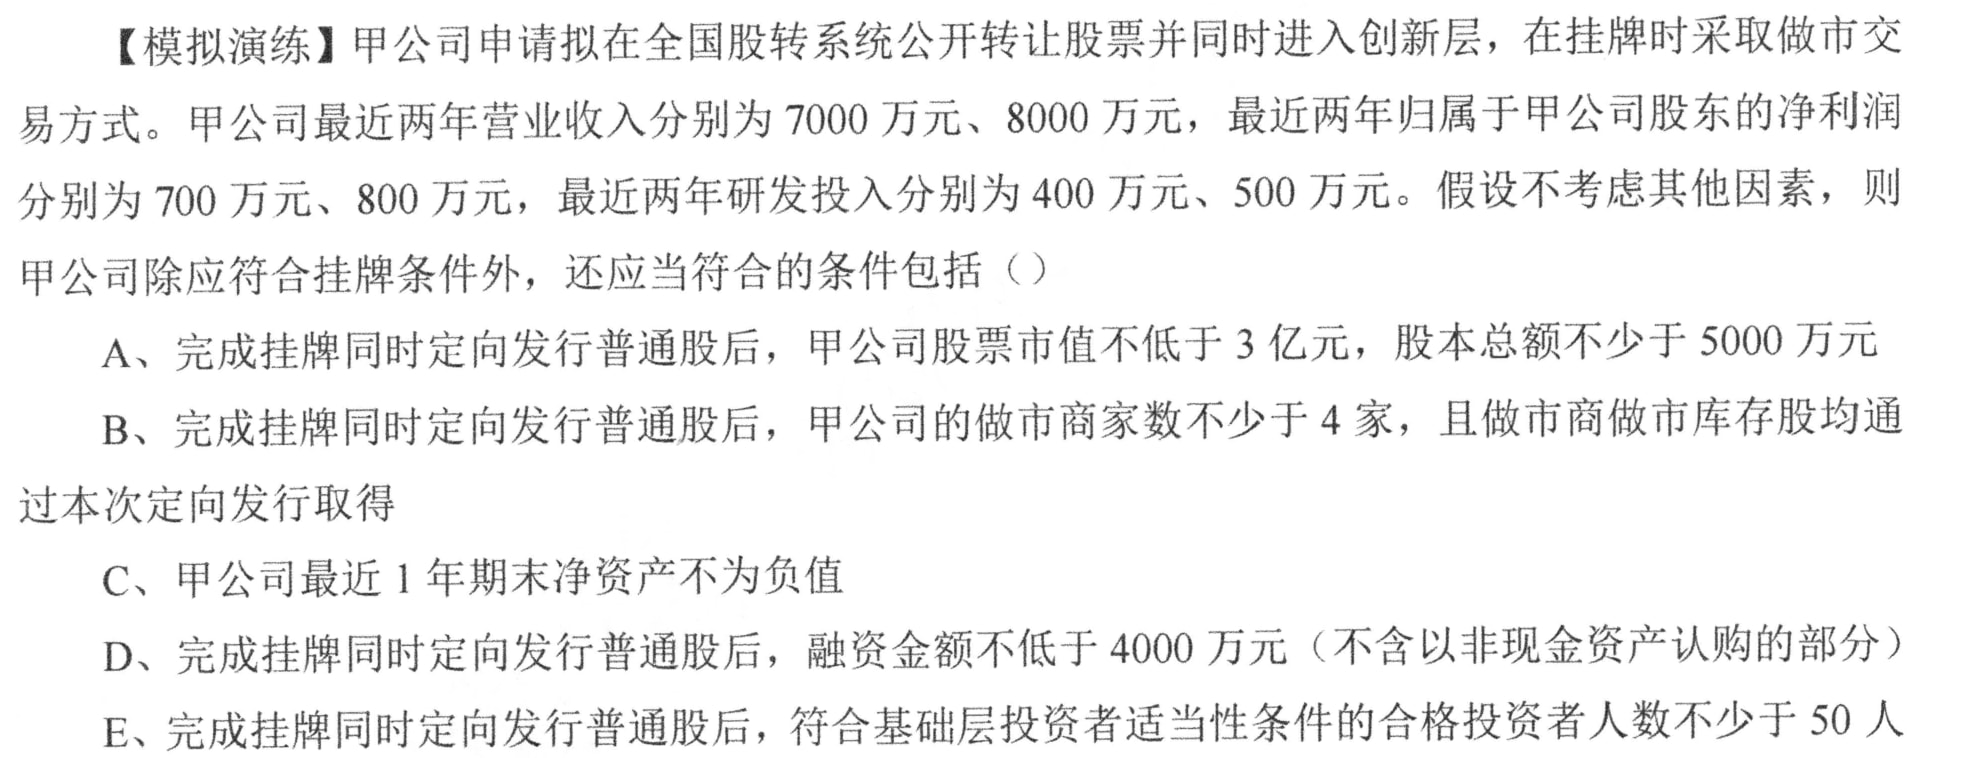 【模拟演练】甲公司申请拟在全国股转系统公开转让股票并同时进入创新层，在挂牌时采取做市交
易方式。甲公司最近两年营业收入分别为 7000 万元、8000 万元，最近两年归属于甲公司股东的净利润
分别为 700 万元、800 万元，最近两年研发投入分别为 400 万元、500 万元。假设不考虑其他因素，则
甲公司除应符合挂牌条件外，还应当符合的条件包括（）
A、完成挂牌同时定向发行普通股后，甲公司股票市值不低于 3 亿元，股本总额不少于 5000 万元
B、完成挂牌同时定向发行普通股后，甲公司的做市商家数不少于 4 家，且做市商做市库存股均通
过本次定向发行取得
C、甲公司最近 1 年期末净资产不为负值
D、完成挂牌同时定向发行普通股后，融资金额不低于 4000 万元（不含以非现金资产认购的部分）
E、完成挂牌同时定向发行普通股后，符合基础层投资者适当性条件的合格投资者人数不少于 50 人